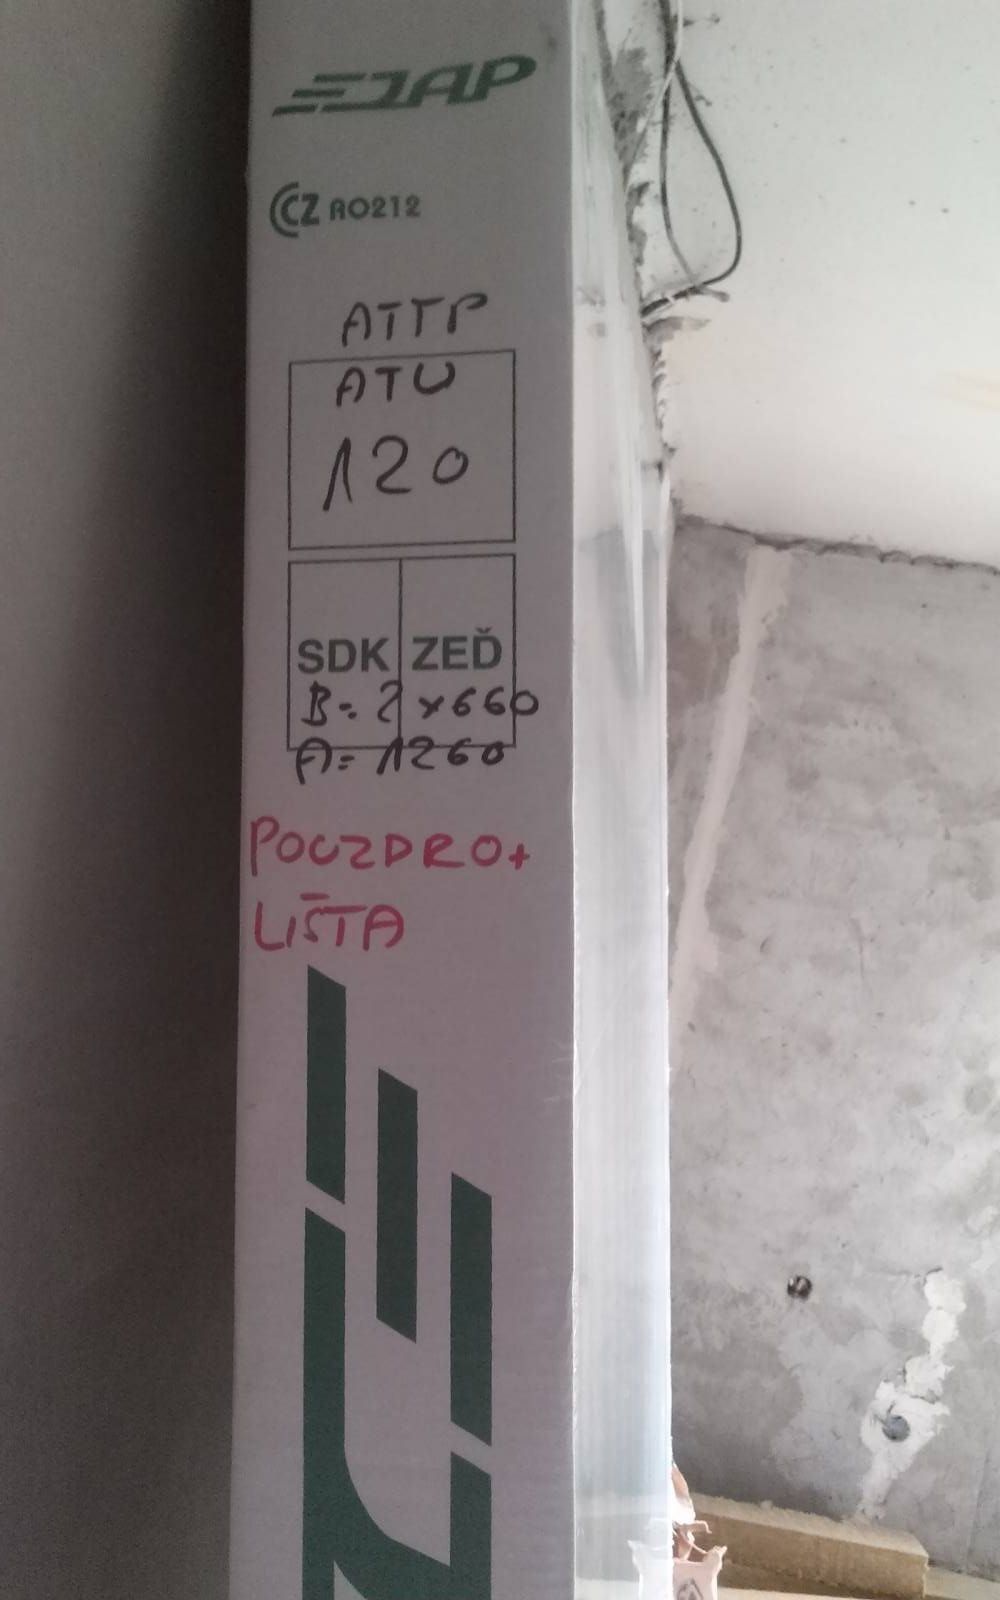 JAP
CZ AO212
ATTP
ATU
120
SDK ZEĎ
B= 2×660
A= 1260
POUZDRO+
LIŠTA